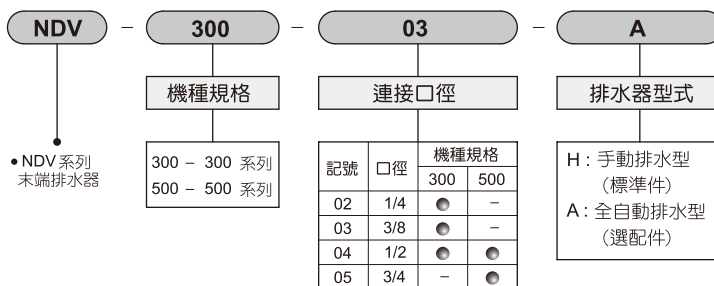 NDV – 300 – 03 – A
機種規格
連接口徑
排水器型式
● NDV 系列
末端排水器
300 – 300 系列
500 – 500 系列
記號 口徑 機種規格
300 500
02 1/4 ● –
03 3/8 ● –
04 1/2 ● ●
05 3/4 – ●
H : 手動排水型
(標準件)
A : 全自動排水型
(選配件)